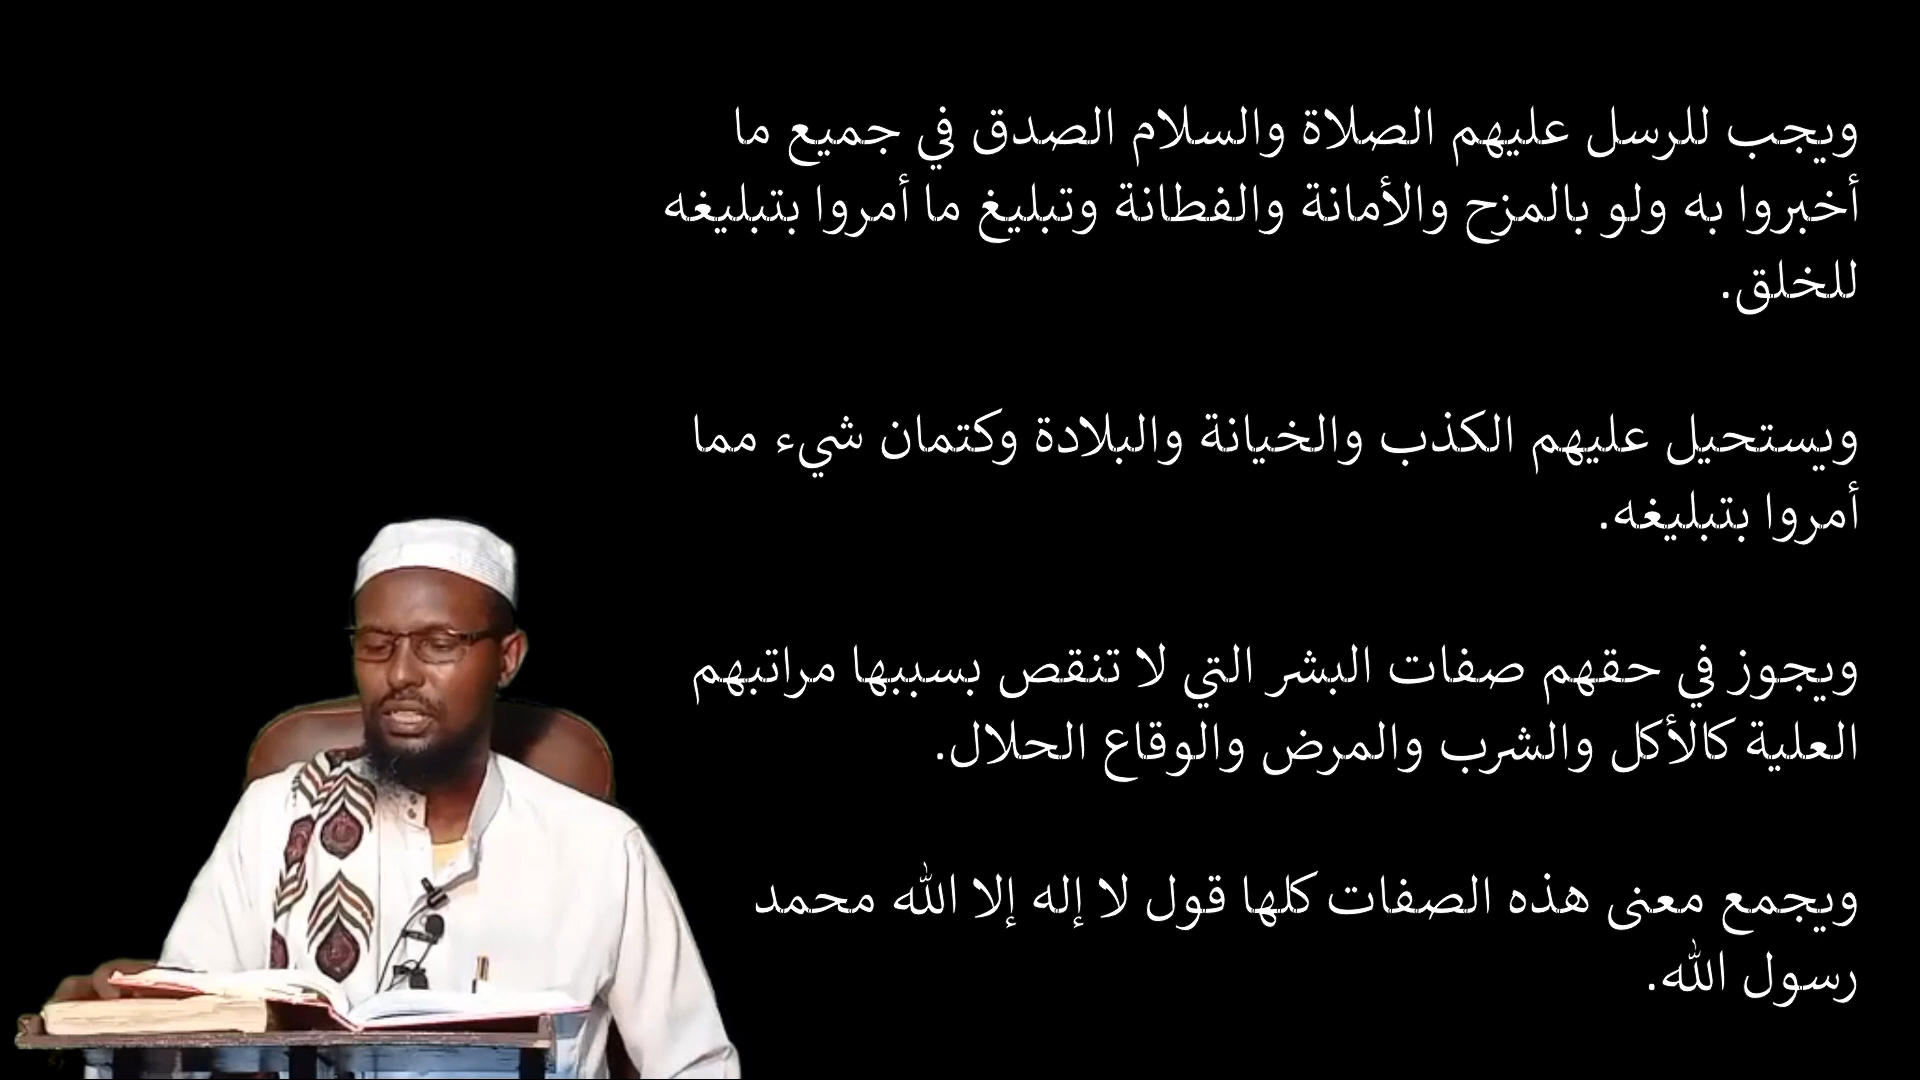 ويجب للرسل عليهم الصلاة والسلام الصدق في جميع ما
أخبروا به ولو بالمزح والأمانة والفطانة وتبليغ ما أمروا بتبليغه
للخلق.
ويستحيل عليهم الكذب والخيانة والبلادة وكتمان شيء مما
أمروا بتبليغه.
ويجوز في حقهم صفات البشر التي لا تنقص بسببها مراتبهم
العلية كالأكل والشرب والمرض والوقاع الحلال.
ويجمع معنى هذه الصفات كلها قول لا إله إلا الله محمد
رسول الله.